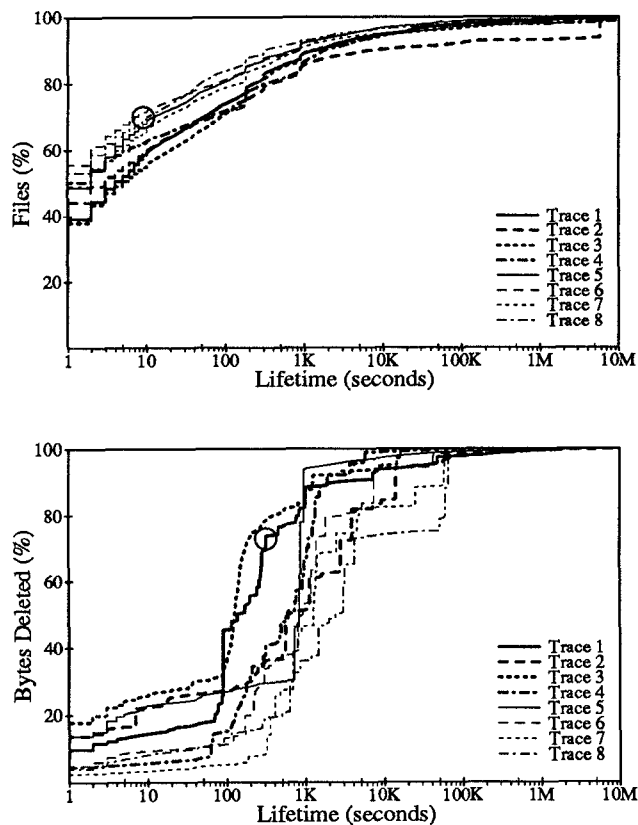 100
80
60
40
20
Files (%)
Trace 1
Trace 2
Trace 3
Trace 4
Trace 5
Trace 6
Trace 7
Trace 8
1 10 100 1K 10K 100K 1M 10M
Lifetime (seconds)
100
80
60
40
20
Bytes Deleted (%)
Trace 1
Trace 2
Trace 3
Trace 4
Trace 5
Trace 6
Trace 7
Trace 8
1 10 100 1K 10K 100K 1M 10M
Lifetime (seconds)